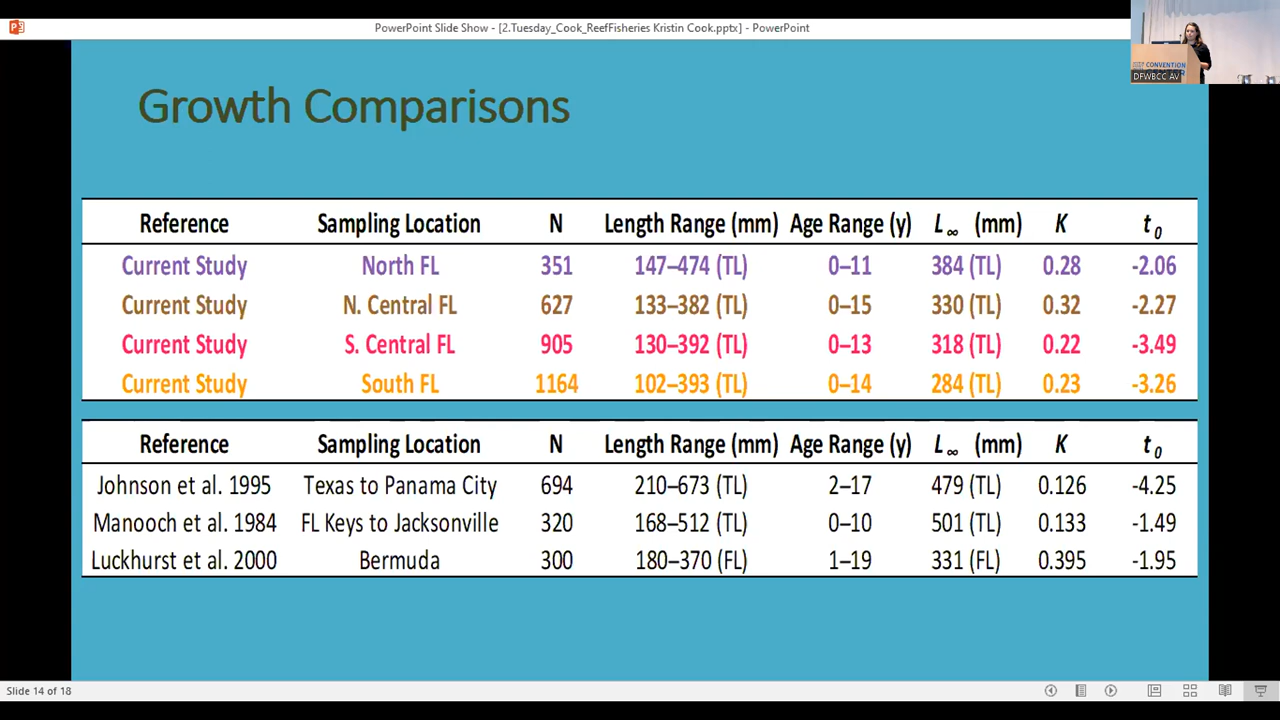 PowerPoint Slide Show - [2.Tuesday_Cook_ReefFisheries Kristin Cook.pptx] - PowerPoint
CONVENTION
DFWBCC AV
Growth Comparisons
Reference Sampling Location N Length Range (mm) Age Range (y) L∞ (mm) K t0
Current Study North FL 351 147–474 (TL) 0–11 384 (TL) 0.28 -2.06
Current Study N. Central FL 627 133–382 (TL) 0–15 330 (TL) 0.32 -2.27
Current Study S. Central FL 905 130–392 (TL) 0–13 318 (TL) 0.22 -3.49
Current Study South FL 1164 102–393 (TL) 0–14 284 (TL) 0.23 -3.26
Reference Sampling Location N Length Range (mm) Age Range (y) L∞ (mm) K t0
Johnson et al. 1995 Texas to Panama City 694 210–673 (TL) 2–17 479 (TL) 0.126 -4.25
Manooch et al. 1984 FL Keys to Jacksonville 320 168–512 (TL) 0–10 501 (TL) 0.133 -1.49
Luckhurst et al. 2000 Bermuda 300 180–370 (FL) 1–19 331 (FL) 0.395 -1.95
Slide 14 of 18